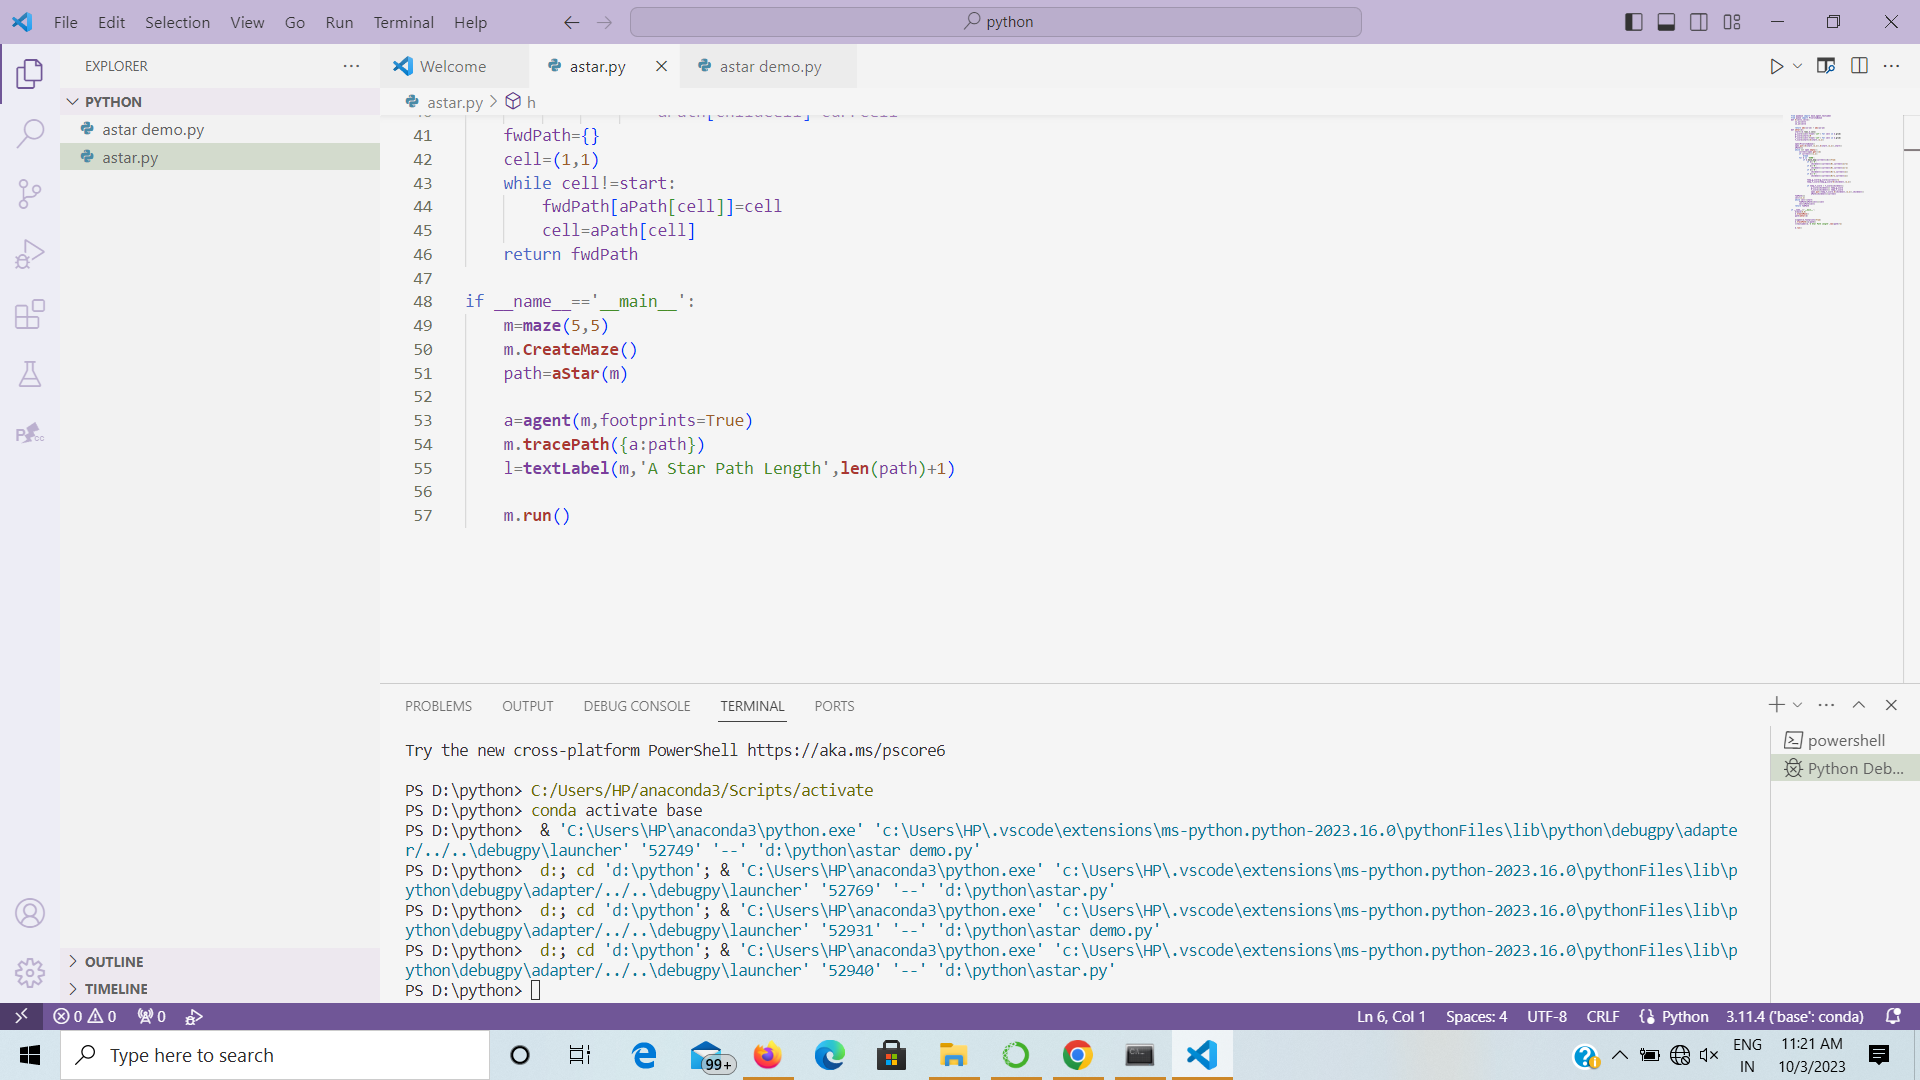 File Edit Selection View Go Run Terminal Help
python
EXPLORER
PYTHON
astar demo.py
astar.py
OUTLINE
TIMELINE
Welcome
astar.py
astar demo.py
astar.py > h
41 fwdPath={}
42 cell=(1,1)
43 while cell!=start:
44 fwdPath[aPath[cell]]=cell
45 cell=aPath[cell]
46 return fwdPath
47
48 if __name__=='__main__':
49 m=maze(5,5)
50 m.CreateMaze()
51 path=aStar(m)
52
53 a=agent(m,footprints=True)
54 m.tracePath({a:path})
55 l=textLabel(m,'A Star Path Length',len(path)+1)
56
57 m.run()
PROBLEMS OUTPUT DEBUG CONSOLE TERMINAL PORTS
powershell
Python Deb...
Try the new cross-platform PowerShell https://aka.ms/pscore6
PS D:\python> C:/Users/HP/anaconda3/Scripts/activate
PS D:\python> conda activate base
PS D:\python>  & 'C:\Users\HP\anaconda3\python.exe' 'c:\Users\HP\.vscode\extensions\ms-python.python-2023.16.0\pythonFiles\lib\python\debugpy\adapte
r/../..\debugpy\launcher' '52749' '--' 'd:\python\astar demo.py'
PS D:\python>  d:; cd 'd:\python'; & 'C:\Users\HP\anaconda3\python.exe' 'c:\Users\HP\.vscode\extensions\ms-python.python-2023.16.0\pythonFiles\lib\p
ython\debugpy\adapter/../..\debugpy\launcher' '52769' '--' 'd:\python\astar.py'
PS D:\python>  d:; cd 'd:\python'; & 'C:\Users\HP\anaconda3\python.exe' 'c:\Users\HP\.vscode\extensions\ms-python.python-2023.16.0\pythonFiles\lib\p
ython\debugpy\adapter/../..\debugpy\launcher' '52931' '--' 'd:\python\astar demo.py'
PS D:\python>  d:; cd 'd:\python'; & 'C:\Users\HP\anaconda3\python.exe' 'c:\Users\HP\.vscode\extensions\ms-python.python-2023.16.0\pythonFiles\lib\p
ython\debugpy\adapter/../..\debugpy\launcher' '52940' '--' 'd:\python\astar.py'
PS D:\python>
0 0 0
Ln 6, Col 1 Spaces: 4 UTF-8 CRLF Python 3.11.4 ('base': conda)
Type here to search
99+
ENG
IN
11:21 AM
10/3/2023